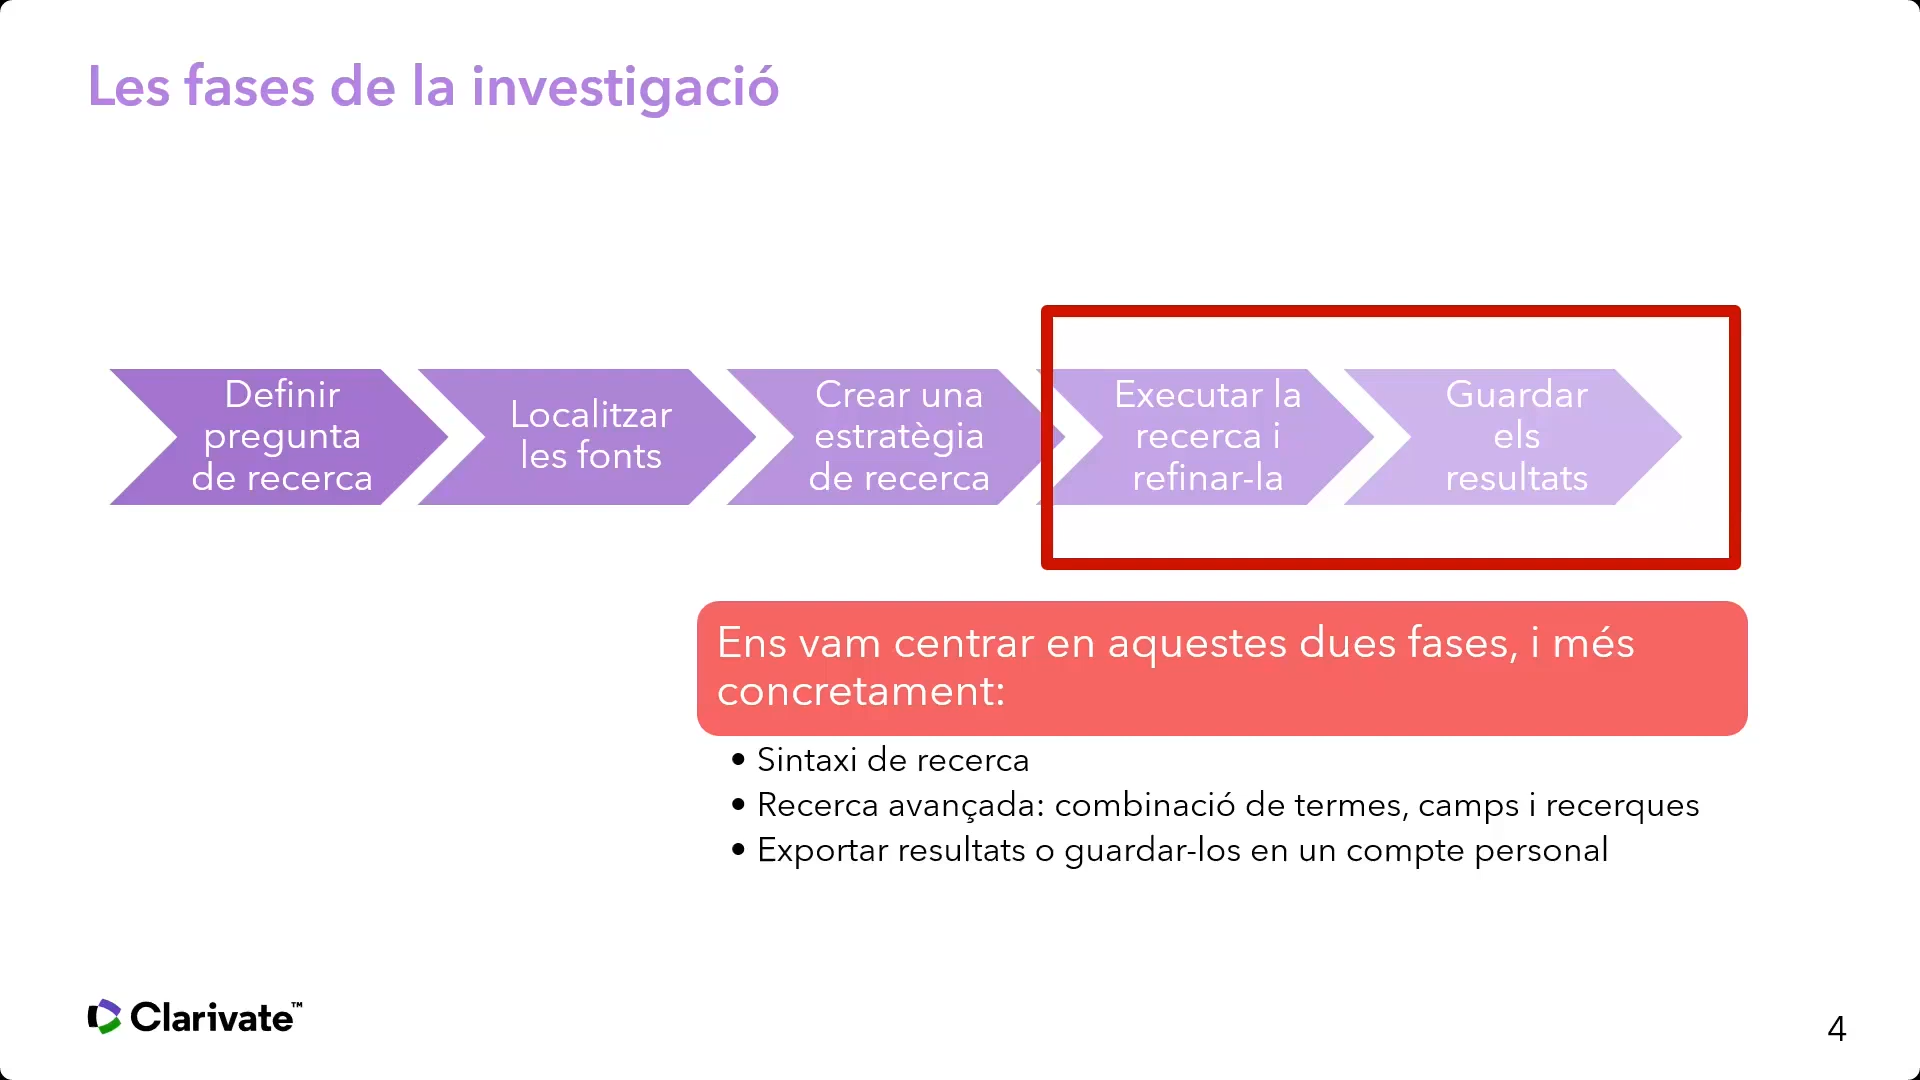 Les fases de la investigació
Definir
pregunta
de recerca
Localitzar
les fonts
Crear una
estratègia
de recerca
Executar la
recerca i
refinar-la
Guardar
els
resultats
Ens vam centrar en aquestes dues fases, i més
concretament:
• Sintaxi de recerca
• Recerca avançada: combinació de termes, camps i recerques
• Exportar resultats o guardar-los en un compte personal
Clarivate™
4